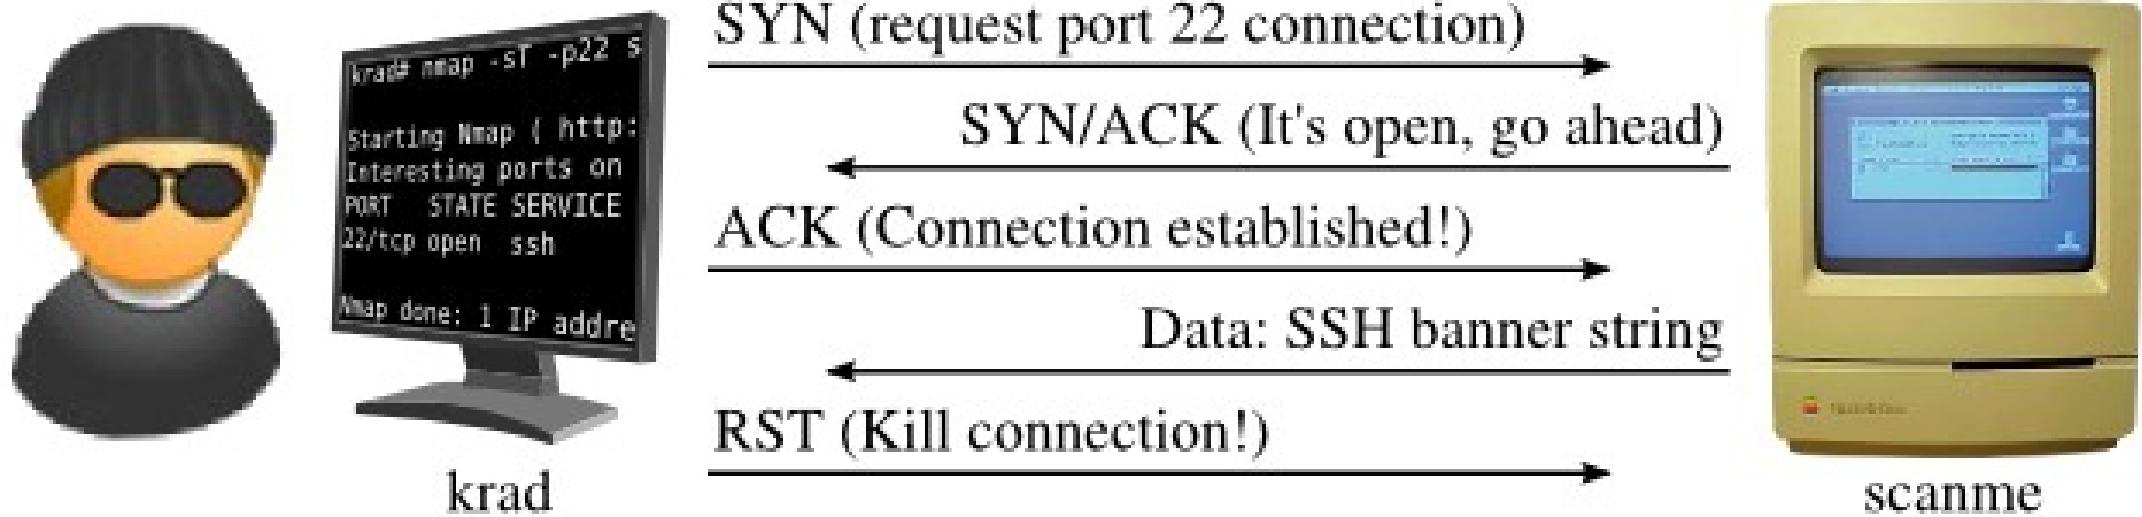 krad# nmap -sT -p22 s
Starting Nmap ( http:
Interesting ports on
PORT STATE SERVICE
22/tcp open ssh
Nmap done: 1 IP addre
krad
SYN (request port 22 connection)
SYN/ACK (It's open, go ahead)
ACK (Connection established!)
Data: SSH banner string
RST (Kill connection!)
scanme